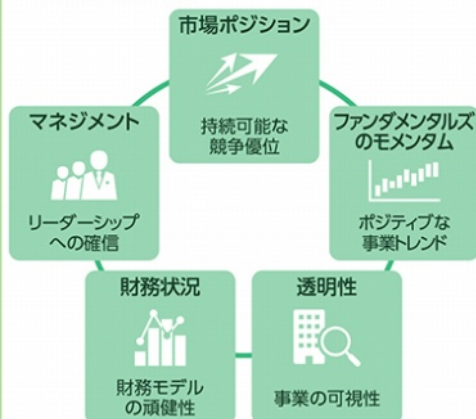 市場ポジション
持続可能な
競争優位
マネジメント
リーダーシップ
への確信
ファンダメンタルズ
のモメンタム
ポジティブな
事業トレンド
財務状況
財務モデル
の頑健性
透明性
事業の可視性